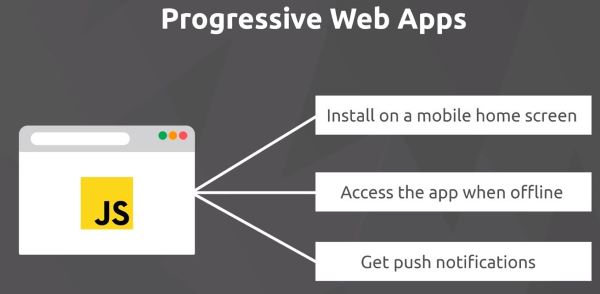 Progressive Web Apps
Install on a mobile home screen
JS
Access the app when offline
Get push notifications